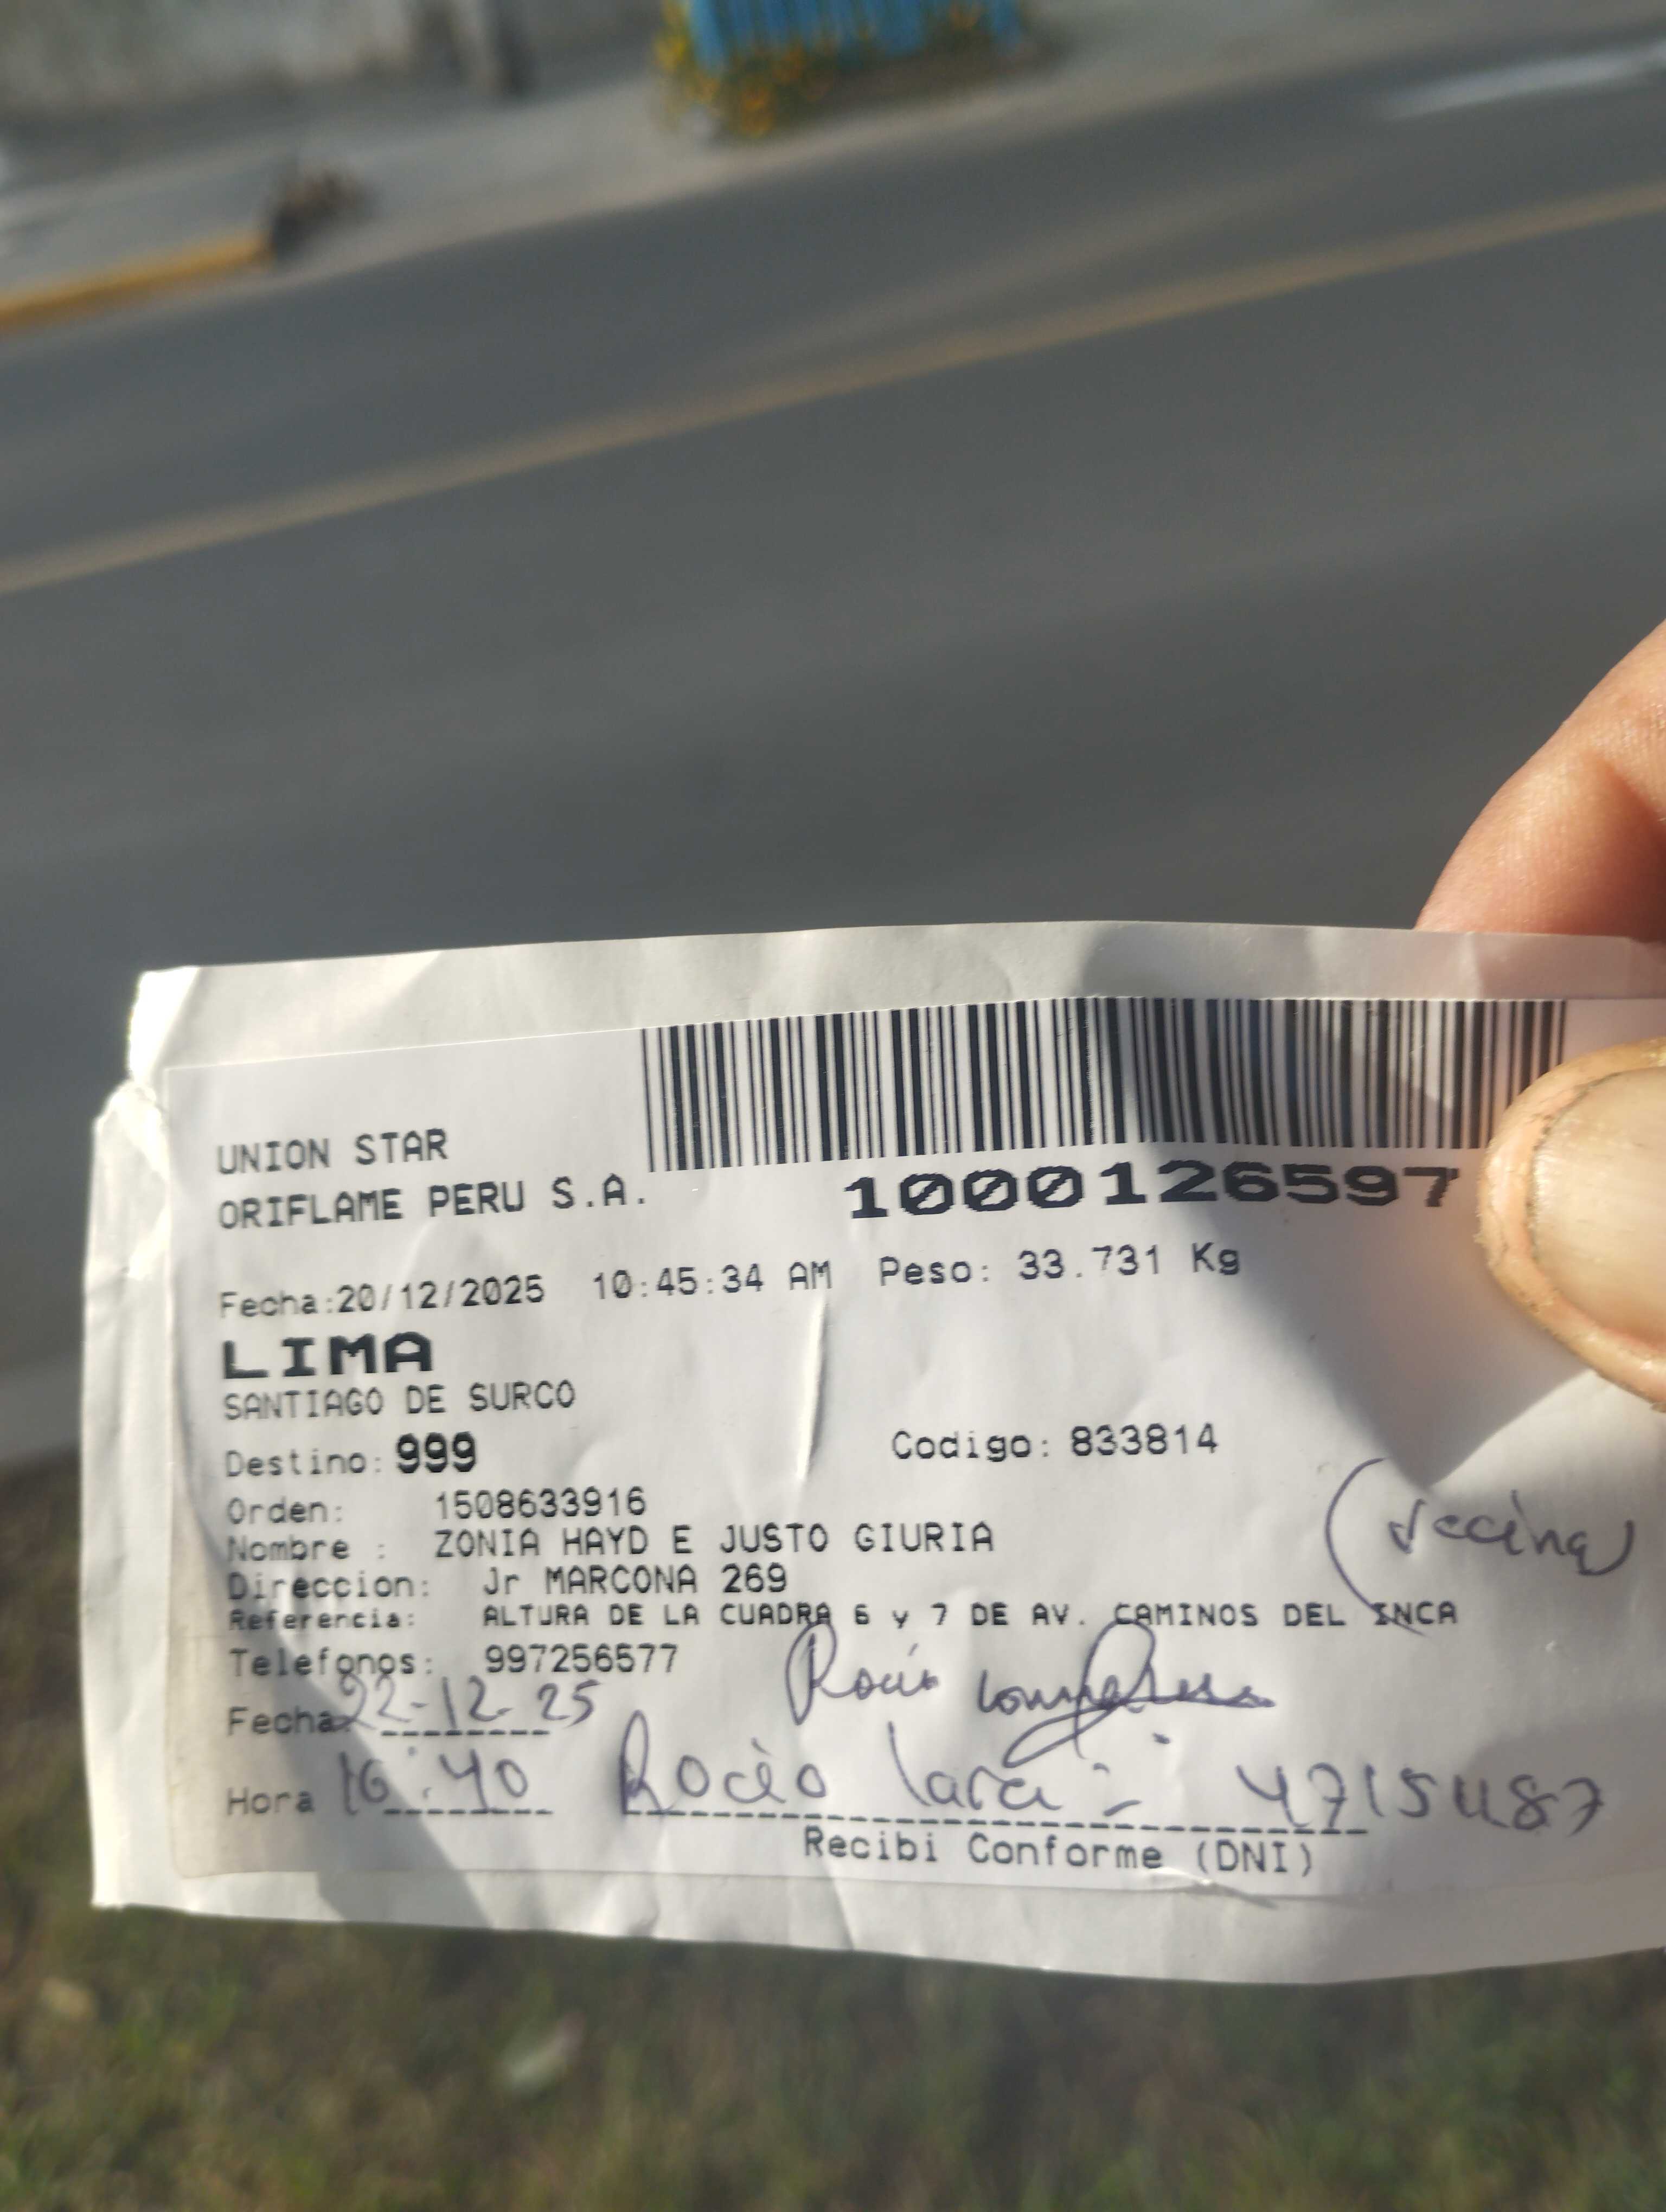 UNION STAR
ORIFLAME PERU S.A.
1000126597
Fecha:20/12/2025 10:45:34 AM Peso: 33.731 Kg
LIMA
SANTIAGO DE SURCO
Destino: 999 Codigo: 833814
Orden: 1508633916
(vecina)
Nombre : ZONIA HAYD E JUSTO GIURIA
Direccion: Jr MARCONA 269
Referencia: ALTURA DE LA CUADRA 6 y 7 DE AV. CAMINOS DEL INCA
Telefonos: 997256577
Fecha: 22-12-25 Rocio
Hora 16:40 Rocio lara - 47154187
Recibi Conforme (DNI)